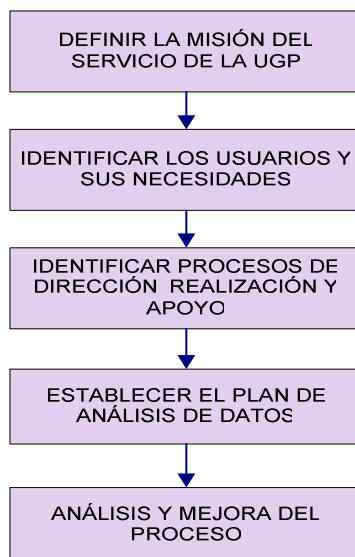 DEFINIR LA MISIÓN DEL
SERVICIO DE LA UGP
IDENTIFICAR LOS USUARIOS Y
SUS NECESIDADES
IDENTIFICAR PROCESOS DE
DIRECCIÓN REALIZACIÓN Y
APOYO
ESTABLECER EL PLAN DE
ANÁLISIS DE DATOS
ANÁLISIS Y MEJORA DEL
PROCESO